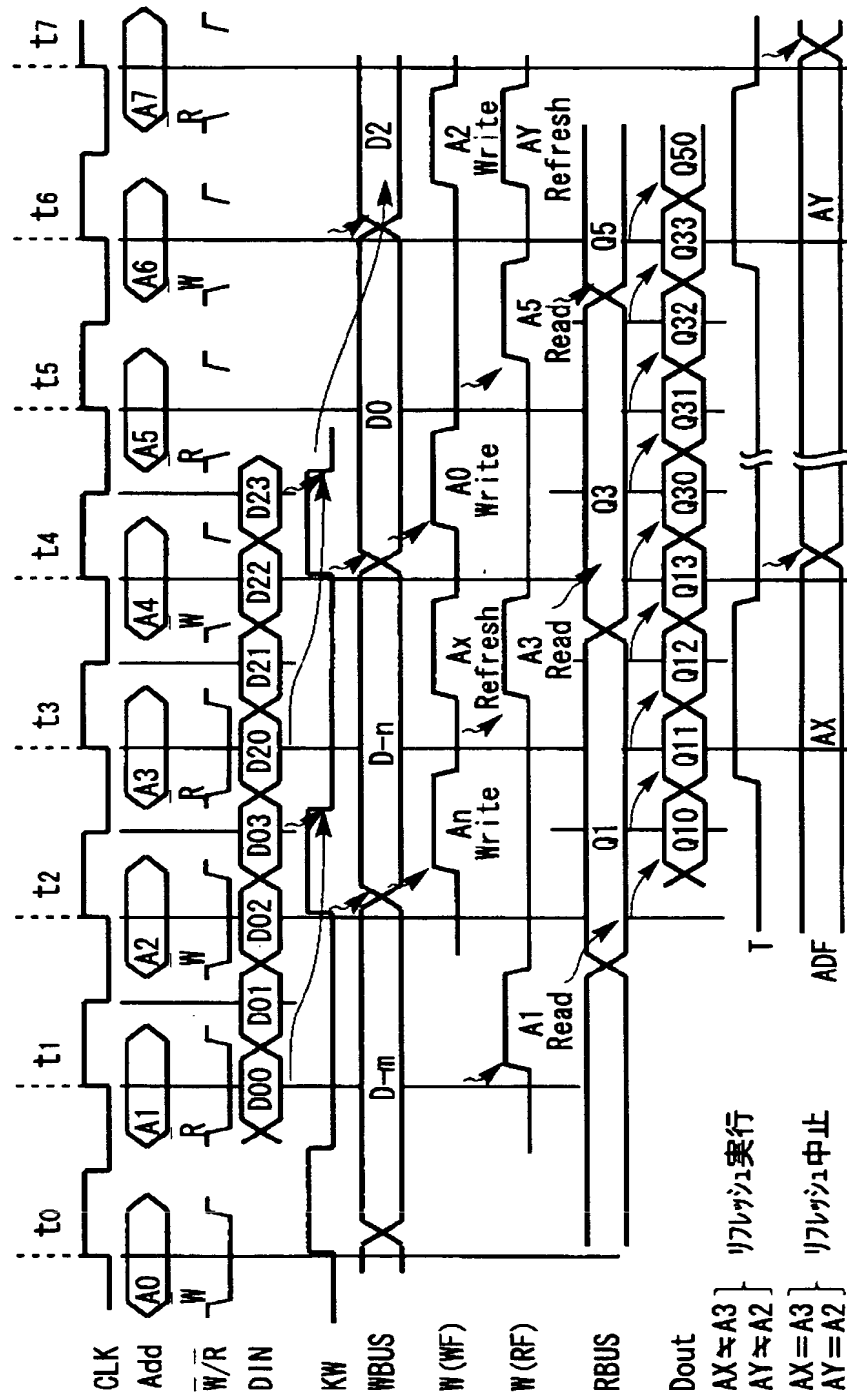 t0 t1 t2 t3 t4 t5 t6 t7
CLK
Add A0 A1 A2 A3 A4 A5 A6 A7
W/R W R W R W R W R
DIN D00 D01 D02 D03 D20 D21 D22 D23
KW
WBUS D-m D-n D0 D2
W(WF) An Write Ax Refresh A0 Write A2 Write
W(RF) A1 Read A3 Read A5 Read AY Refresh
RBUS Q1 Q3 Q5
Dout Q10 Q11 Q12 Q13 Q30 Q31 Q32 Q33 Q50
AX≒A3
AY≒A2 } リフレッシュ実行 T
AX=A3
AY=A2 } リフレッシュ中止 ADF AX AY